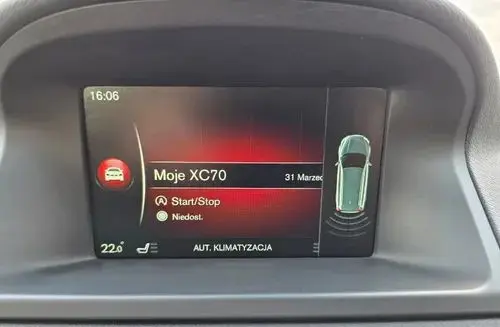 16:06
Moje XC70 31 Marzec
Start/Stop
Niedost.
22.0°
AUT. KLIMATYZACJA